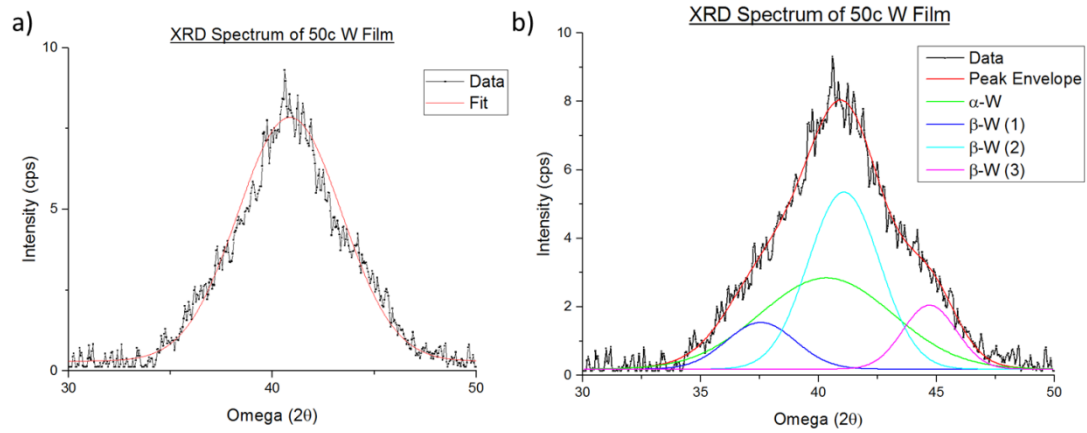 a)
XRD Spectrum of 50c W Film
10
5
0
Intensity (cps)
30
40
50
Omega (2θ)
Data
Fit
b)
XRD Spectrum of 50c W Film
10
8
6
4
2
0
Intensity (cps)
30
35
40
45
50
Omega (2θ)
Data
Peak Envelope
α-W
β-W (1)
β-W (2)
β-W (3)